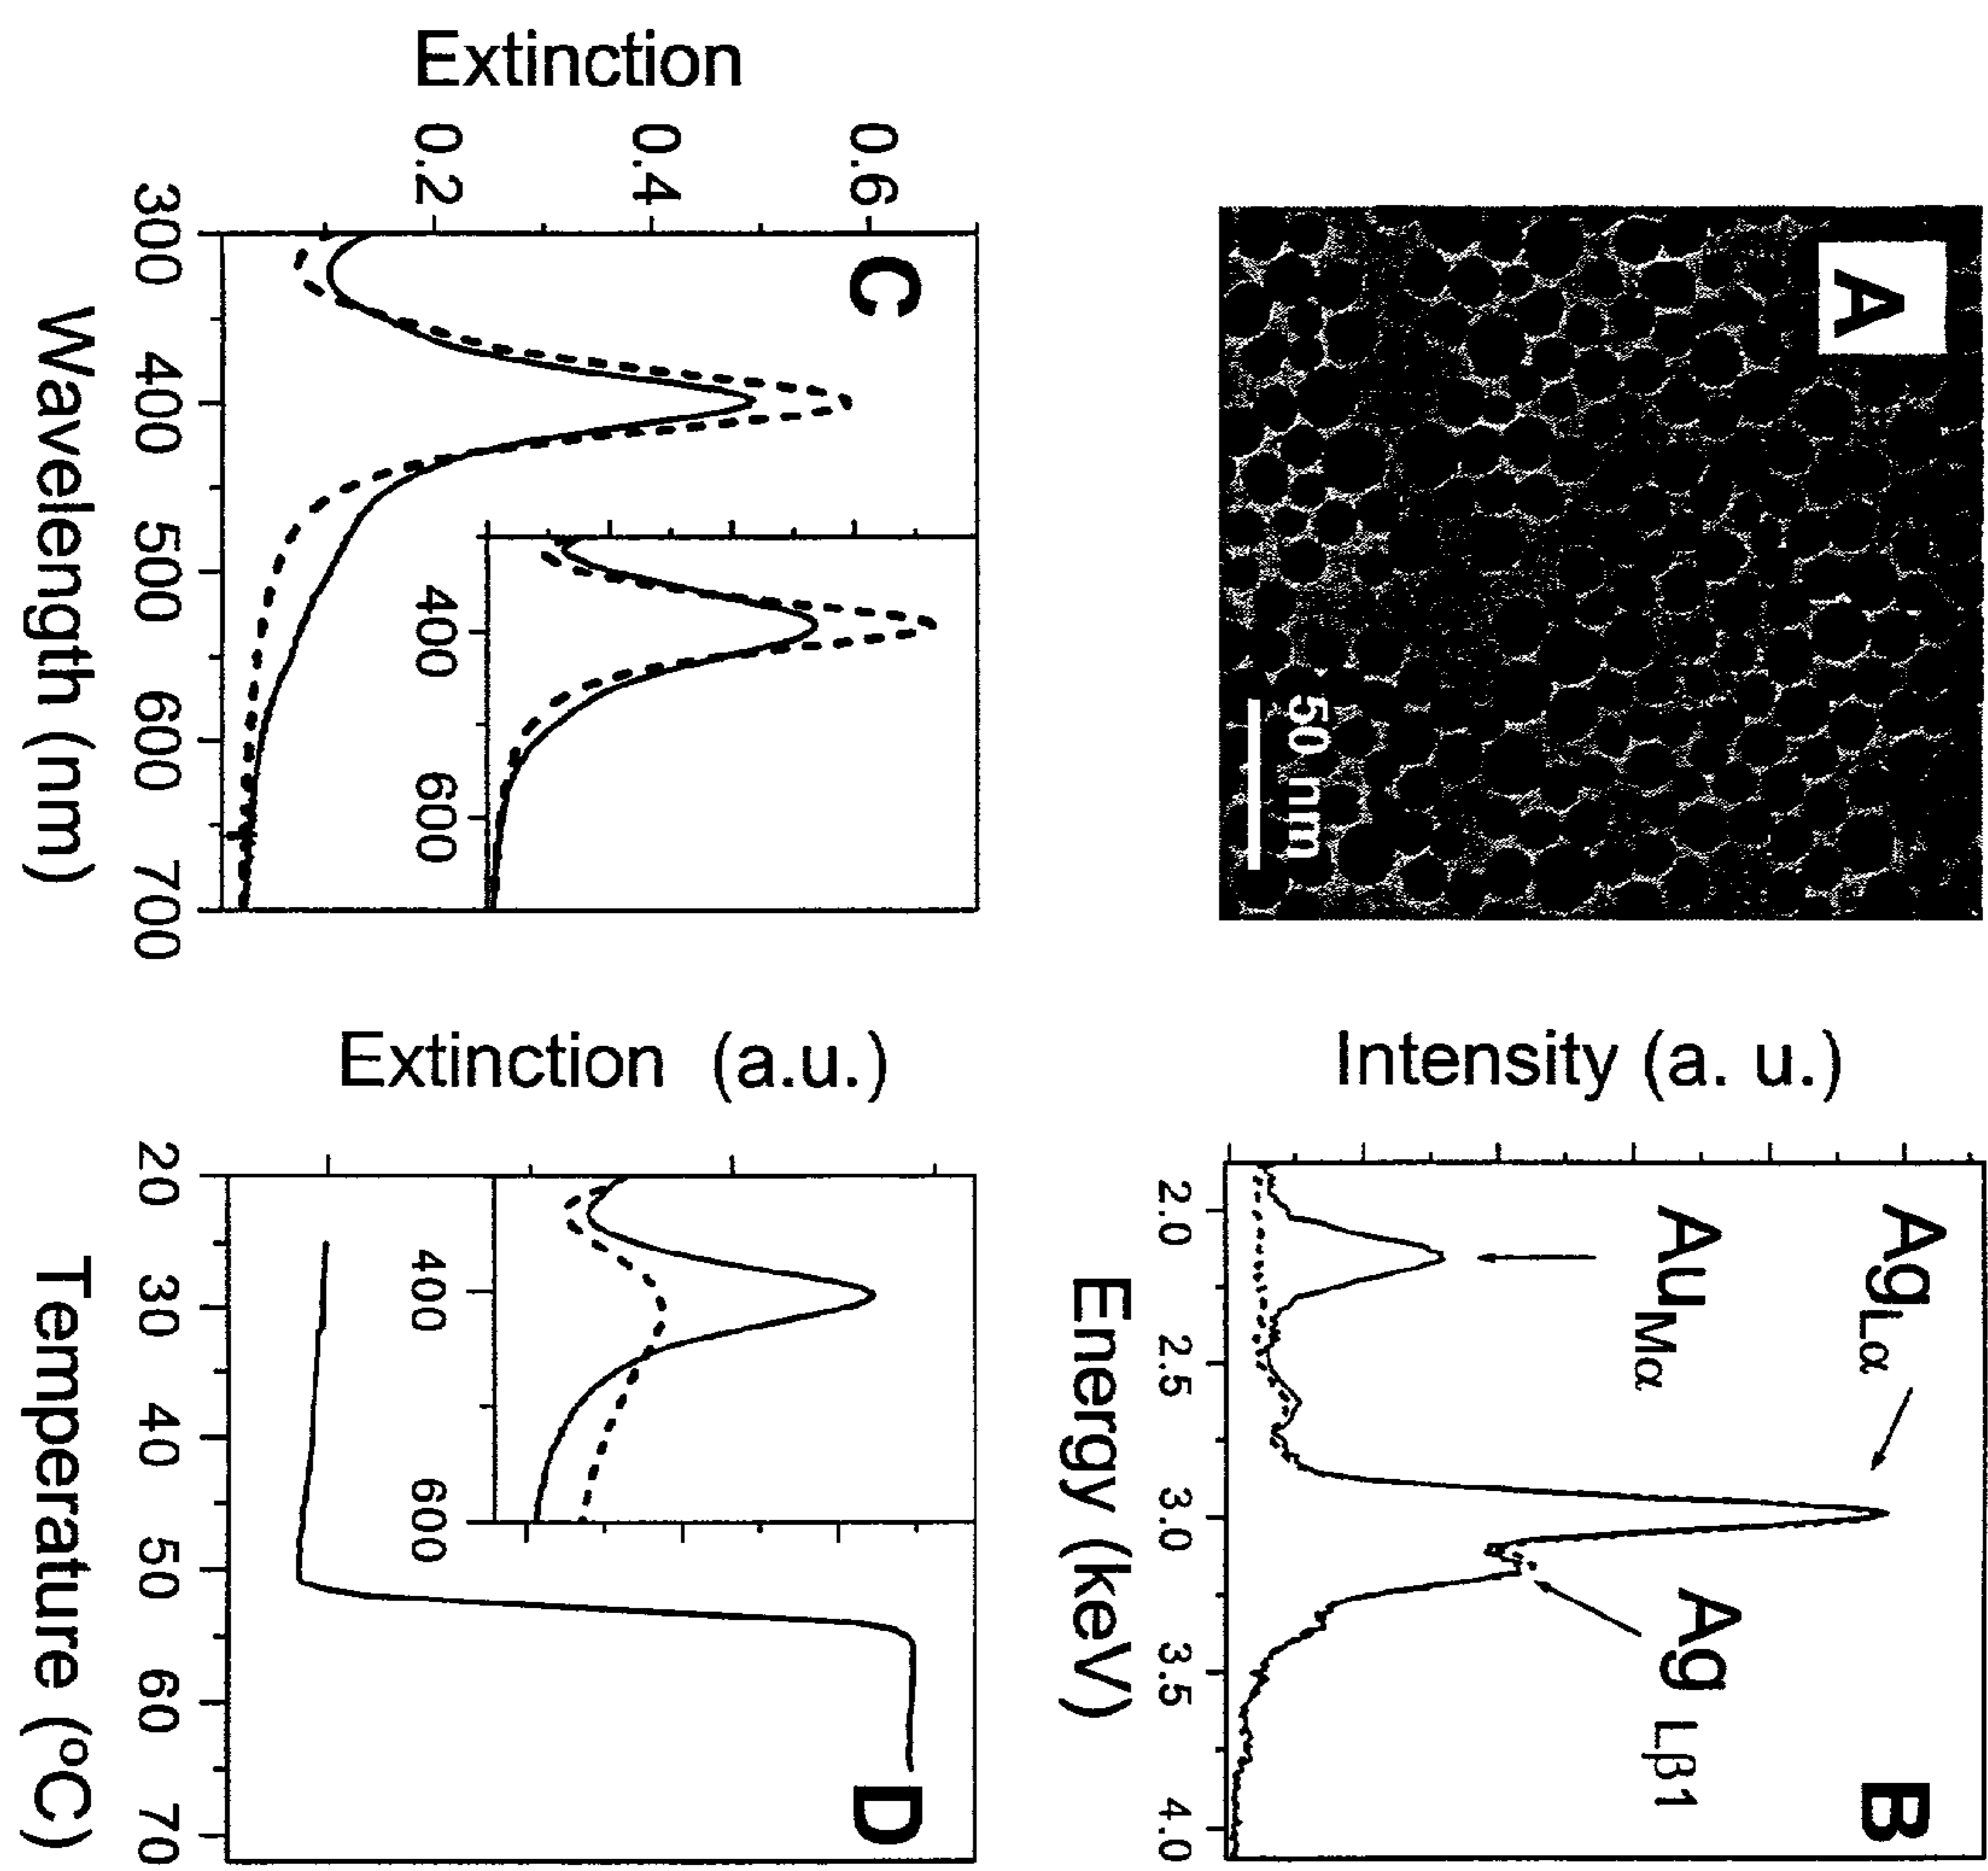 A
50 nm
Intensity (a. u.)
Ag Lα
Au Mα
Ag Lβ1
B
2.0 2.5 3.0 3.5 4.0
Energy (keV)
Extinction
0.6
0.4
0.2
C
400 600
300 400 500 600 700
Wavelength (nm)
Extinction (a.u.)
D
400 600
20 30 40 50 60 70
Temperature (ºC)